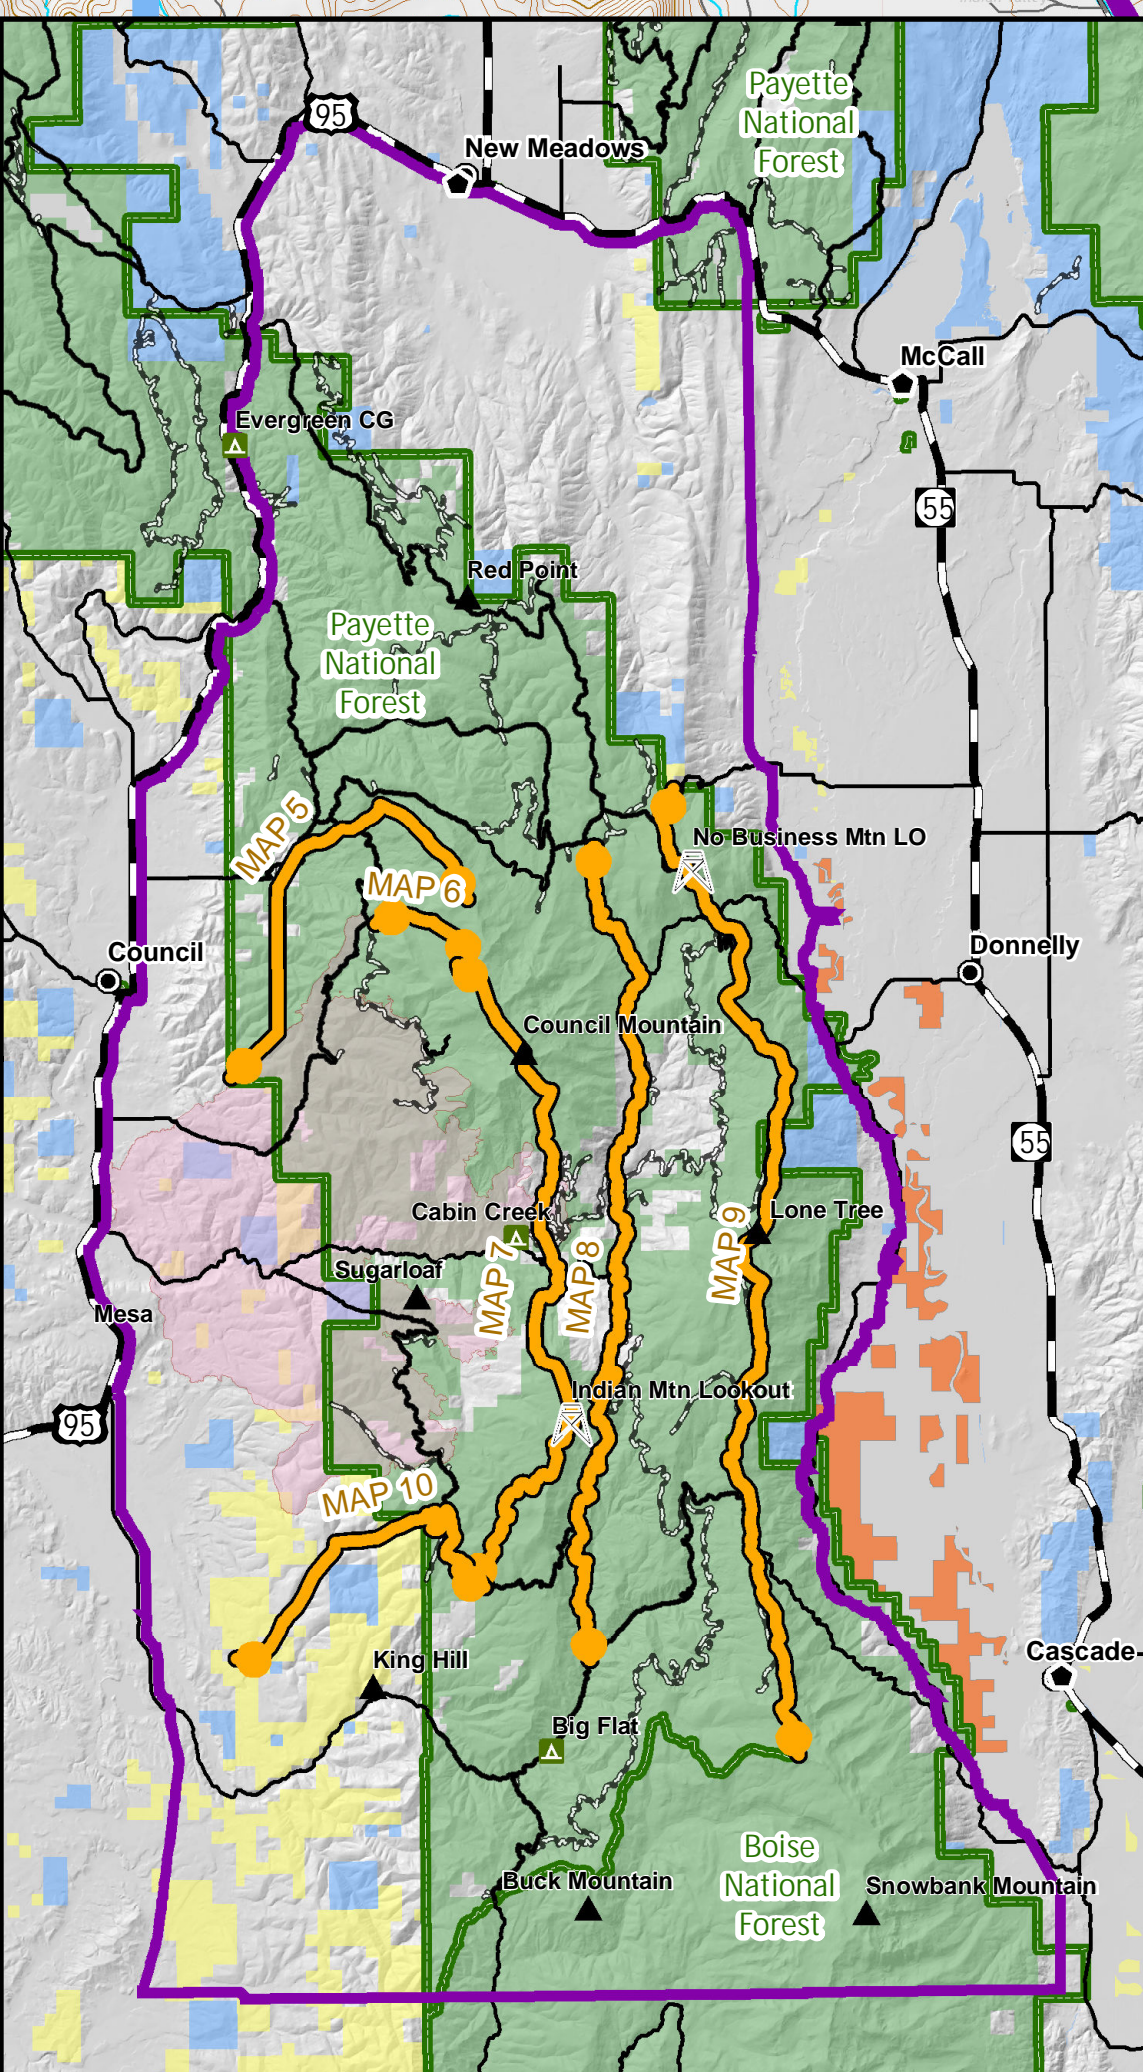 Payette
National
Forest
95
New Meadows
McCall
Evergreen CG
55
Red Point
Payette
National
Forest
MAP 5
No Business Mtn LO
MAP 6
Council
Donnelly
Council Mountain
55
Cabin Creek
Lone Tree
MAP 7
MAP 8
MAP 9
Sugarloaf
Mesa
Indian Mtn Lookout
95
MAP 10
King Hill
Cascade
Big Flat
Boise
National
Forest
Buck Mountain
Snowbank Mountain